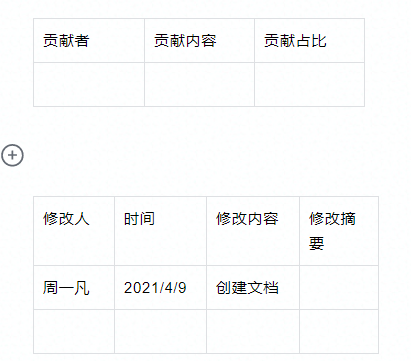 贡献者 贡献内容 贡献占比
修改人 时间 修改内容 修改摘
要
周一凡 2021/4/9 创建文档